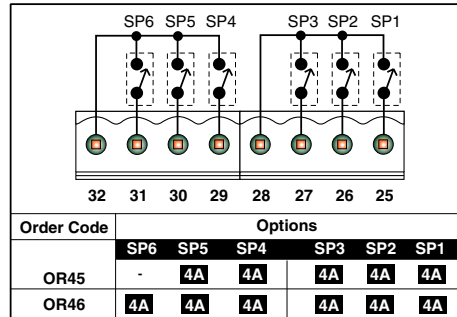 SP6 SP5 SP4 SP3 SP2 SP1
32 31 30 29 28 27 26 25
Order Code Options
SP6 SP5 SP4 SP3 SP2 SP1
OR45 - 4A 4A 4A 4A 4A
OR46 4A 4A 4A 4A 4A 4A